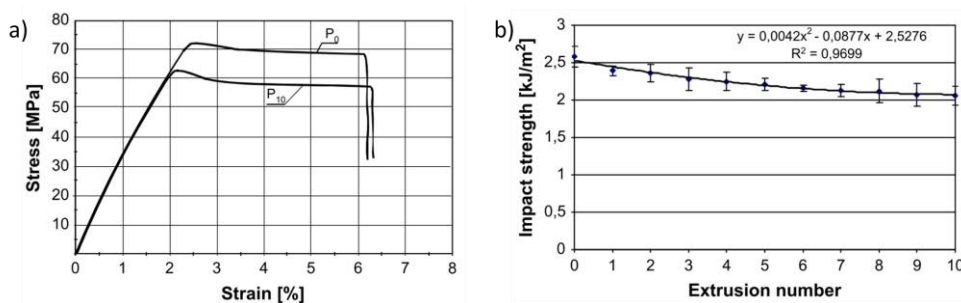 a)
Stress [MPa]
80
70
60
50
40
30
20
10
0 1 2 3 4 5 6 7 8
Strain [%]
P0
P10
b)
Impact strength [kJ/m²]
3
2,5
2
1,5
1
0,5
0
0 1 2 3 4 5 6 7 8 9 10
Extrusion number
y = 0,0042x² - 0,0877x + 2,5276
R² = 0,9699